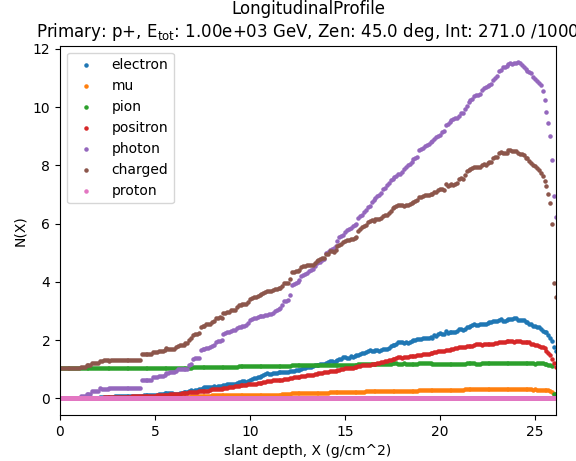 LongitudinalProfile
Primary: p+, E_tot: 1.00e+03 GeV, Zen: 45.0 deg, Int: 271.0 /1000
electron
mu
pion
positron
photon
charged
proton
12
10
8
6
4
2
0
N(X)
0 5 10 15 20 25
slant depth, X (g/cm^2)